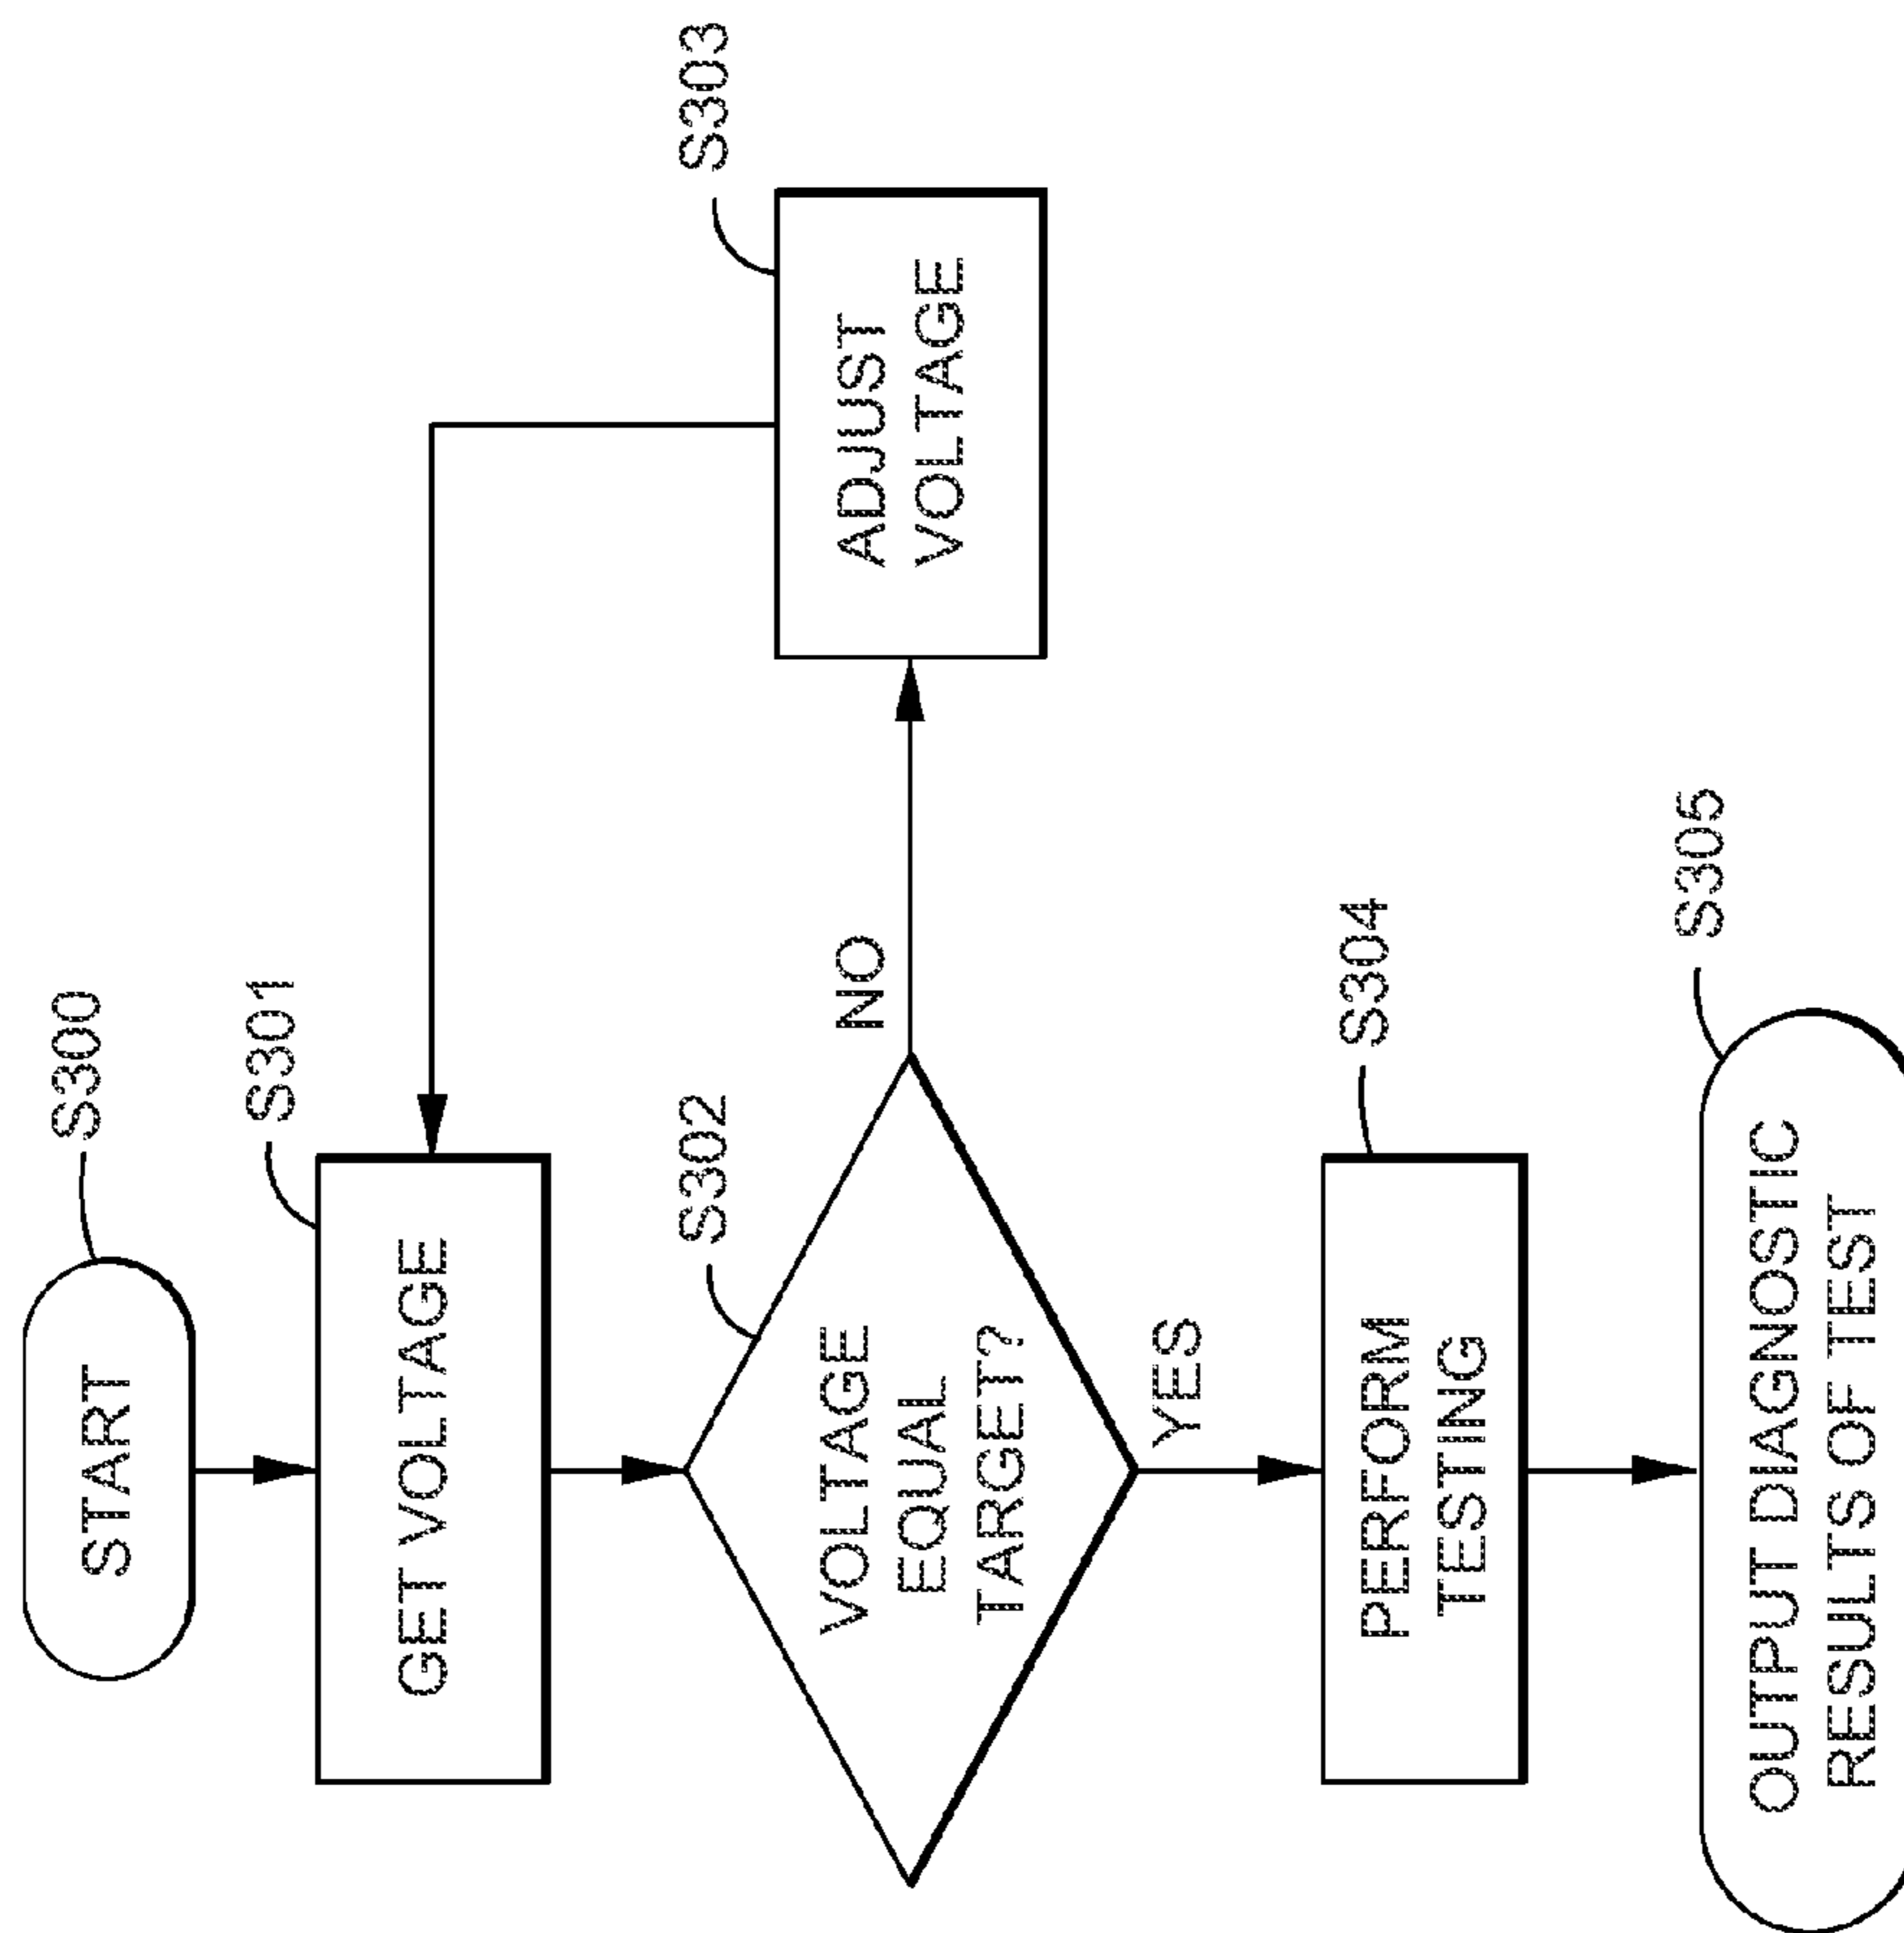 START
S300
GET VOLTAGE
S301
VOLTAGE
EQUAL
TARGET?
S302
NO
ADJUST
VOLTAGE
S303
YES
PERFORM
TESTING
S304
OUTPUT DIAGNOSTIC
RESULTS OF TEST
S305